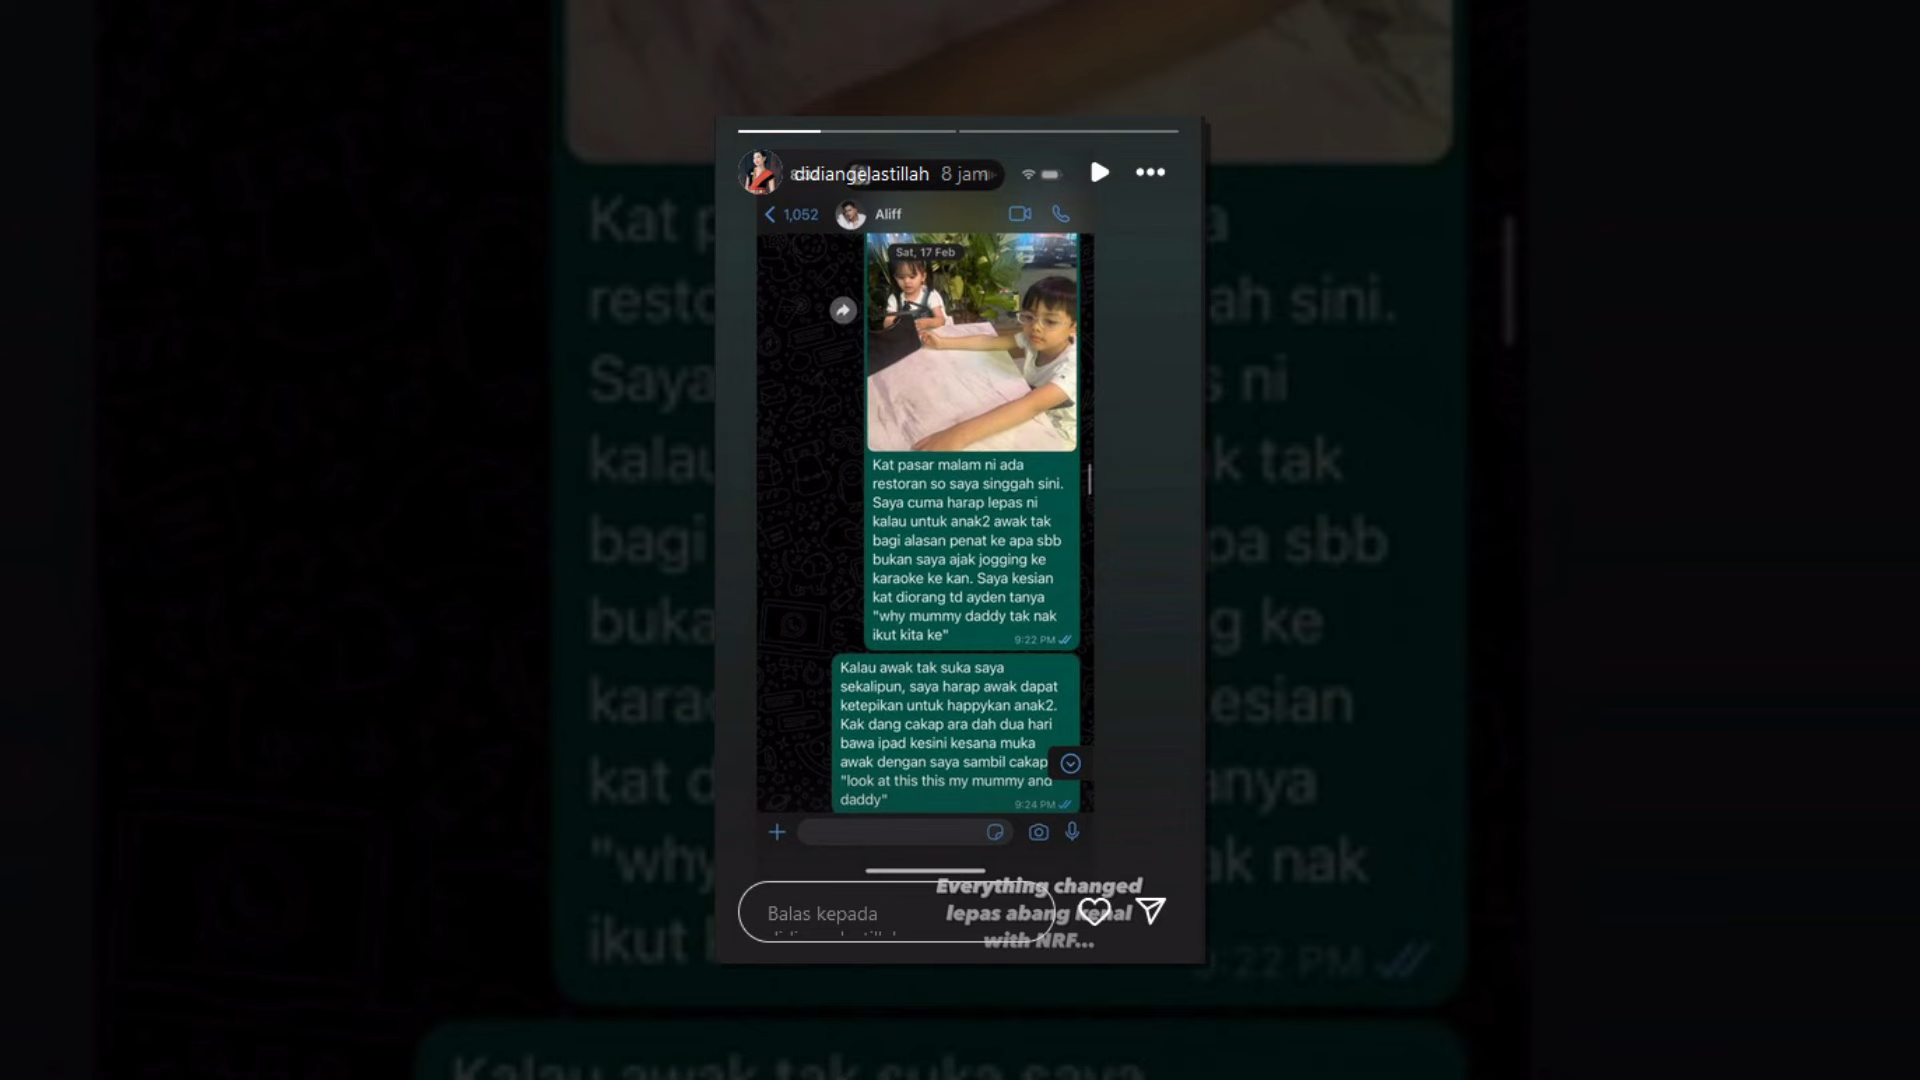 didiangelastillah 8 jam
1,052
Aliff
Sat, 17 Feb
Kat pasar malam ni ada
restoran so saya singgah sini.
Saya cuma harap lepas ni
kalau untuk anak2 awak tak
bagi alasan penat ke apa sbb
bukan saya ajak jogging ke
karaoke ke kan. Saya kesian
kat diorang td ayden tanya
"why mummy daddy tak nak
ikut kita ke"
9:22 PM
Kalau awak tak suka saya
sekalipun, saya harap awak dapat
ketepikan untuk happykan anak2.
Kak dang cakap ara dah dua hari
bawa ipad kesini kesana muka
awak dengan saya sambil cakap
"look at this this my mummy and
daddy"
9:24 PM
Everything changed
lepas abang kenal
with NRF...
Balas kepada